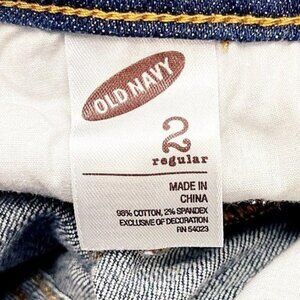 OLD NAVY
2
regular
MADE IN
CHINA
98% COTTON, 2% SPANDEX
EXCLUSIVE OF DECORATION
RN 54023